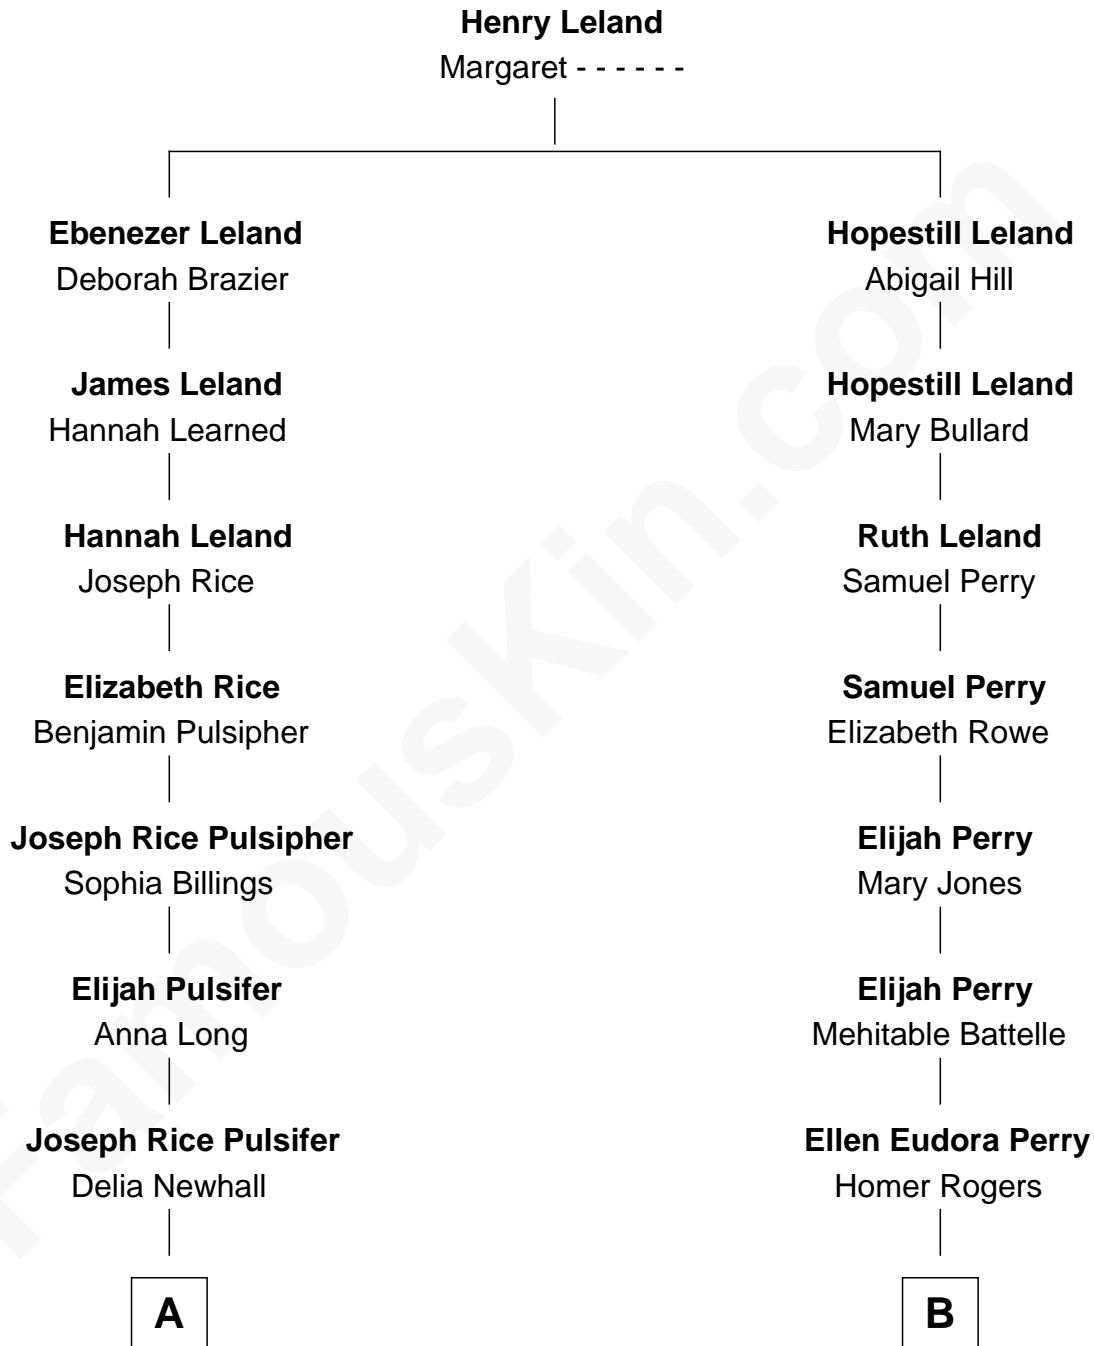 Henry Leland
Margaret - - - - - -
Ebenezer Leland
Deborah Brazier
Hopestill Leland
Abigail Hill
James Leland
Hannah Learned
Hopestill Leland
Mary Bullard
Hannah Leland
Joseph Rice
Ruth Leland
Samuel Perry
Elizabeth Rice
Benjamin Pulsipher
Samuel Perry
Elizabeth Rowe
Joseph Rice Pulsipher
Sophia Billings
Elijah Perry
Mary Jones
Elijah Pulsifer
Anna Long
Elijah Perry
Mehitable Battelle
Joseph Rice Pulsifer
Delia Newhall
Ellen Eudora Perry
Homer Rogers
A
B
FamousKin.com